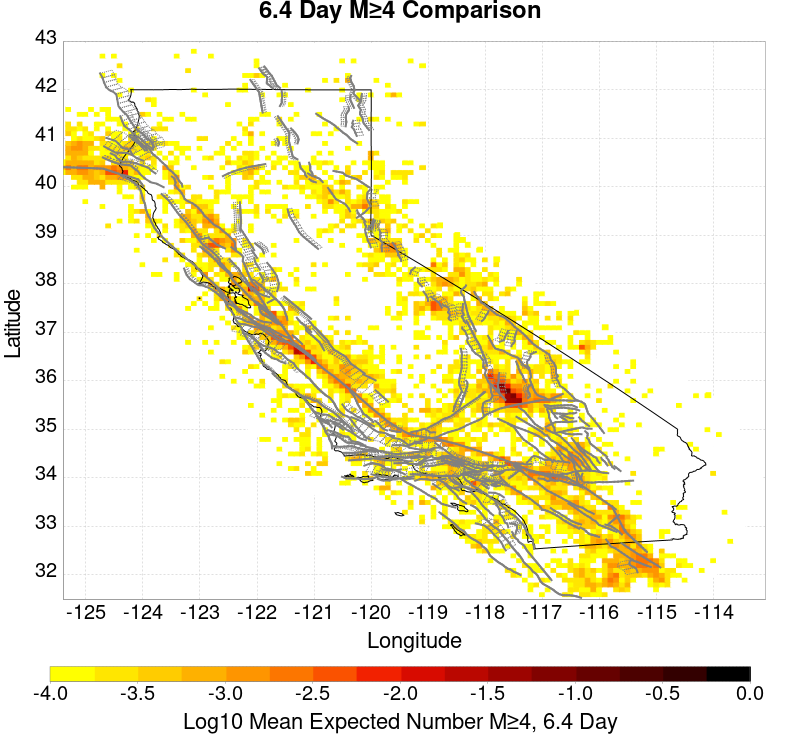 6.4 Day M≥4 Comparison
43
42
41
40
39
38
37
36
35
34
33
32
Latitude
-125 -124 -123 -122 -121 -120 -119 -118 -117 -116 -115 -114
Longitude
-4.0 -3.5 -3.0 -2.5 -2.0 -1.5 -1.0 -0.5 0.0
Log10 Mean Expected Number M≥4, 6.4 Day